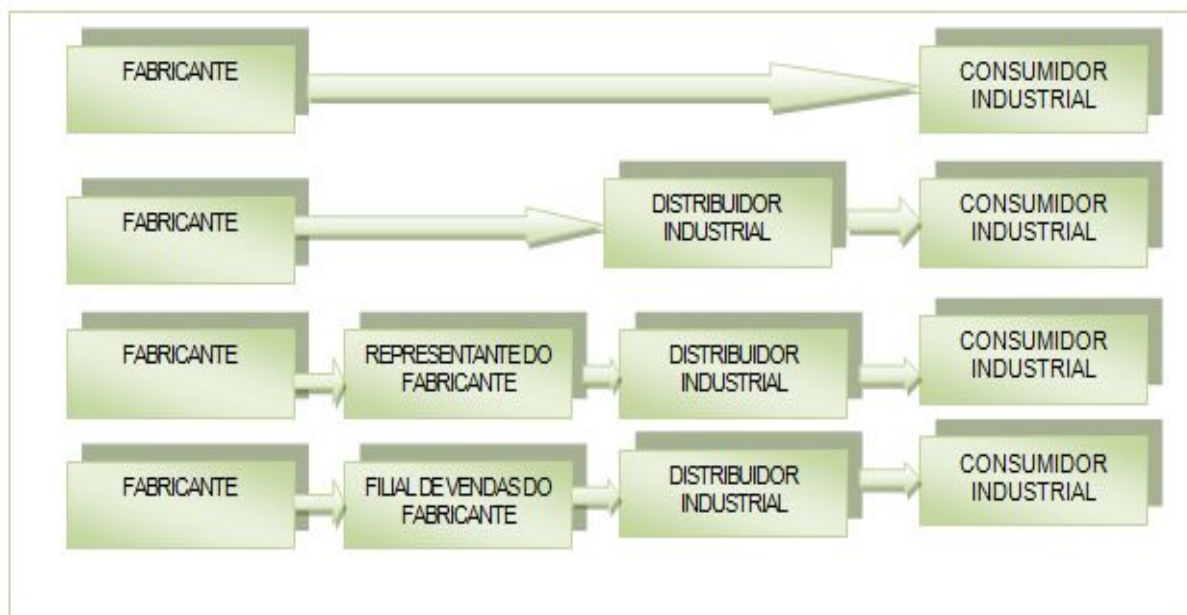 FABRICANTE
CONSUMIDOR
INDUSTRIAL
FABRICANTE
DISTRIBUIDOR
INDUSTRIAL
CONSUMIDOR
INDUSTRIAL
FABRICANTE
REPRESENTANTE DO
FABRICANTE
DISTRIBUIDOR
INDUSTRIAL
CONSUMIDOR
INDUSTRIAL
FABRICANTE
FILIAL DE VENDAS DO
FABRICANTE
DISTRIBUIDOR
INDUSTRIAL
CONSUMIDOR
INDUSTRIAL